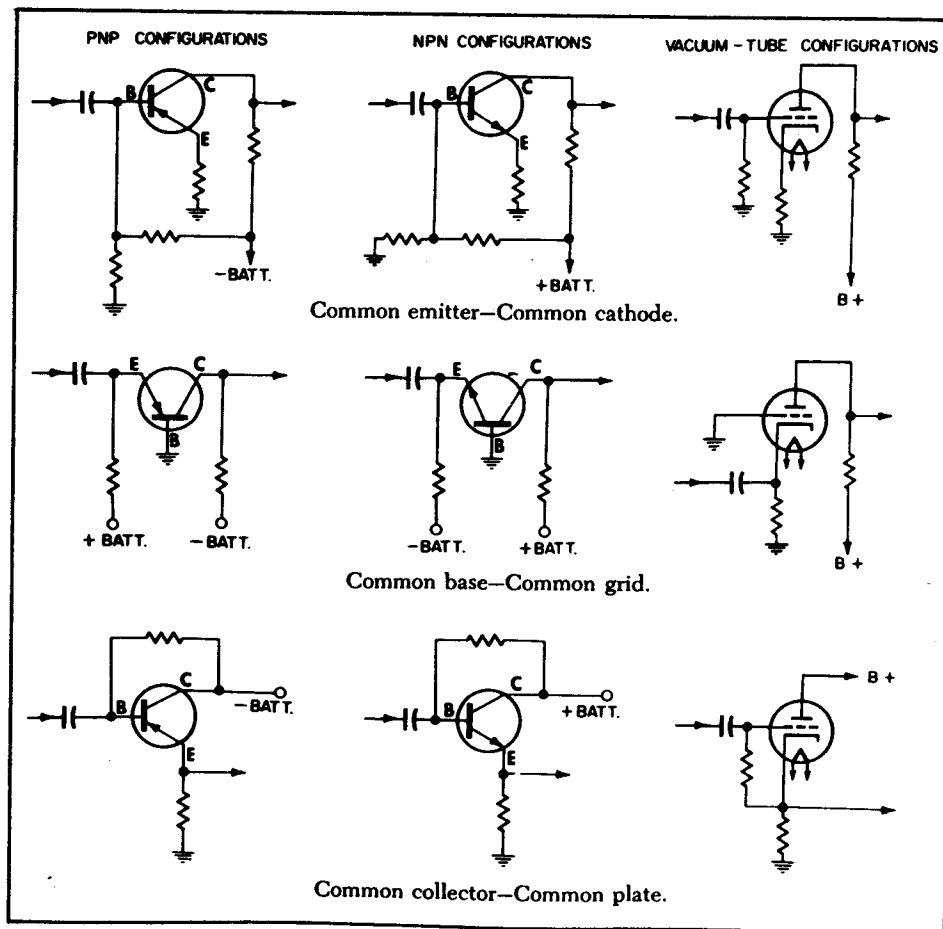 PNP CONFIGURATIONS
NPN CONFIGURATIONS
VACUUM-TUBE CONFIGURATIONS
B
C
E
-BATT.
B
C
E
+BATT.
B+
Common emitter—Common cathode.
E
C
B
+BATT.
-BATT.
E
C
B
-BATT.
+BATT.
B+
Common base—Common grid.
B
C
E
-BATT.
B
C
E
+BATT.
B+
Common collector—Common plate.